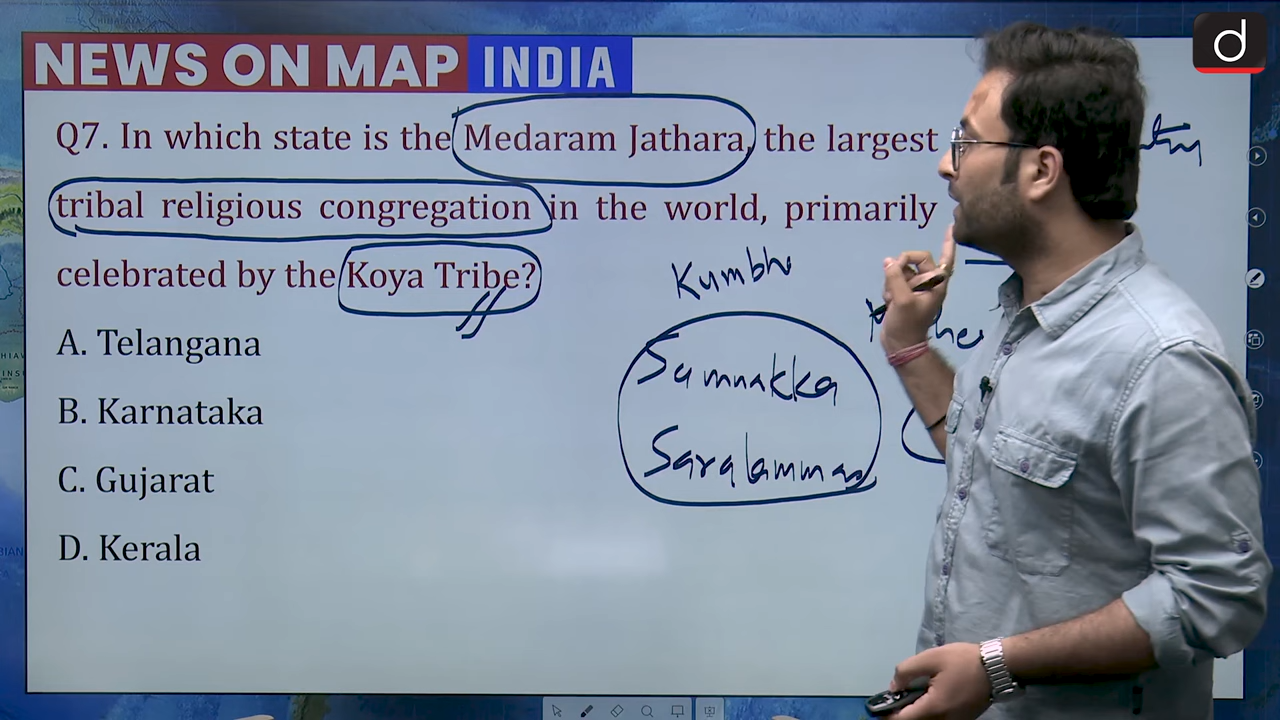 NEWS ON MAP INDIA
d
Q7. In which state is the Medaram Jathara, the largest
tribal religious congregation in the world, primarily
celebrated by the Koya Tribe?
Kumbh
Sammakka
Saralamma
A. Telangana
B. Karnataka
C. Gujarat
D. Kerala